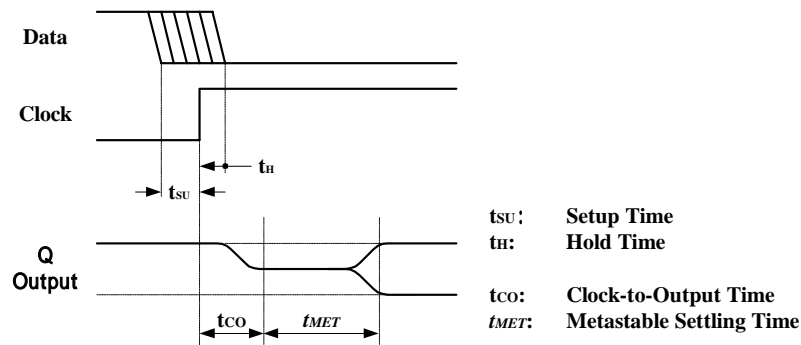 Data
Clock
tH
tSU
Q
Output
tCO
tMET
tSU: Setup Time
tH: Hold Time
tCO: Clock-to-Output Time
tMET: Metastable Settling Time